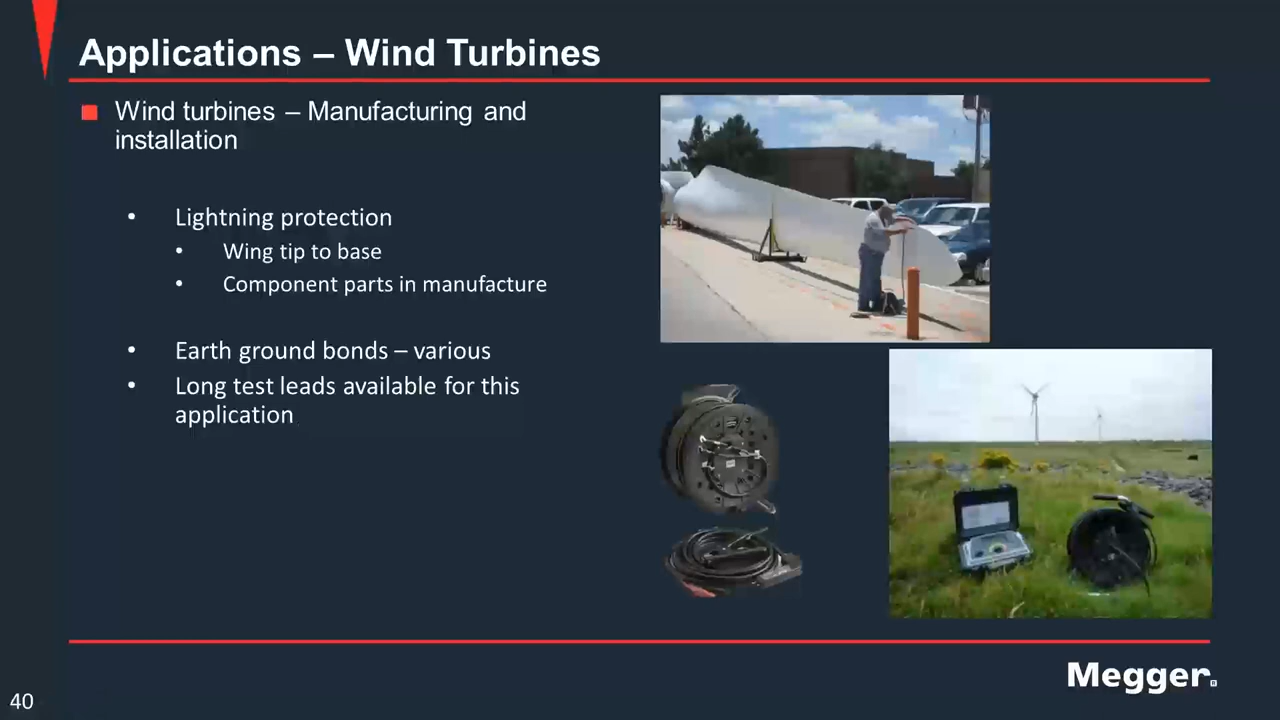 Applications – Wind Turbines
Wind turbines – Manufacturing and
installation
• Lightning protection
• Wing tip to base
• Component parts in manufacture
• Earth ground bonds – various
• Long test leads available for this
application
Megger
40